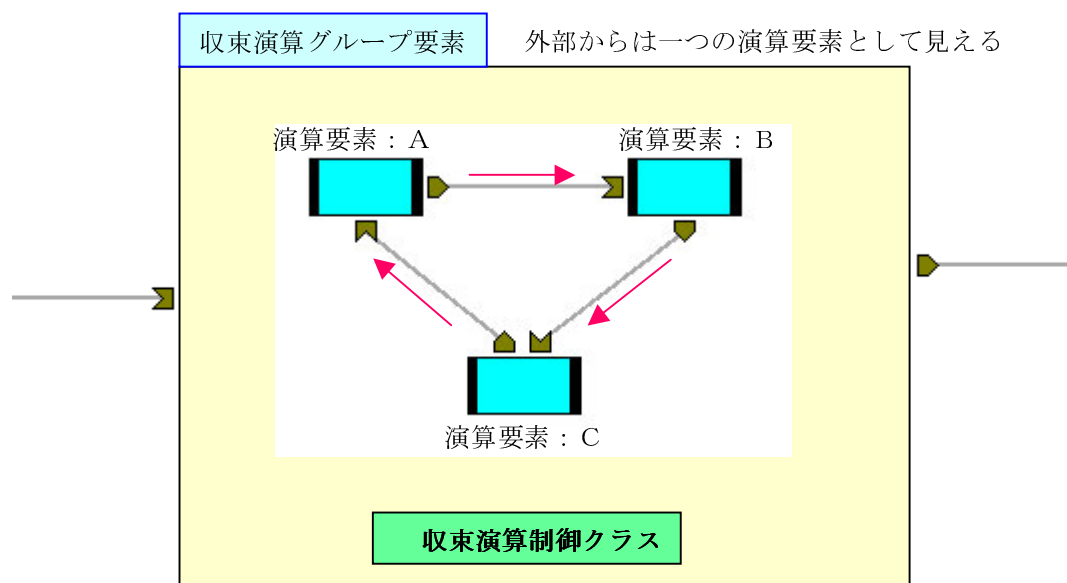 収束演算グループ要素
外部からは一つの演算要素として見える
演算要素：Ａ
演算要素：Ｂ
演算要素：Ｃ
収束演算制御クラス